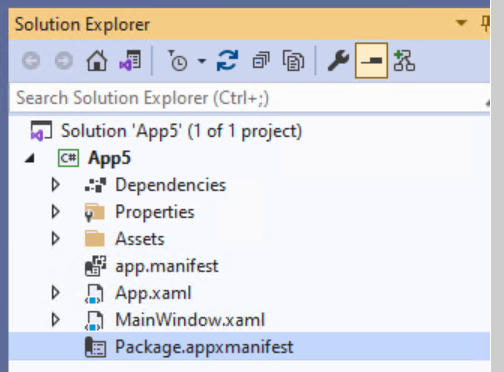 Solution Explorer
Search Solution Explorer (Ctrl+;)
Solution 'App5' (1 of 1 project)
C# App5
Dependencies
Properties
Assets
app.manifest
App.xaml
MainWindow.xaml
Package.appxmanifest